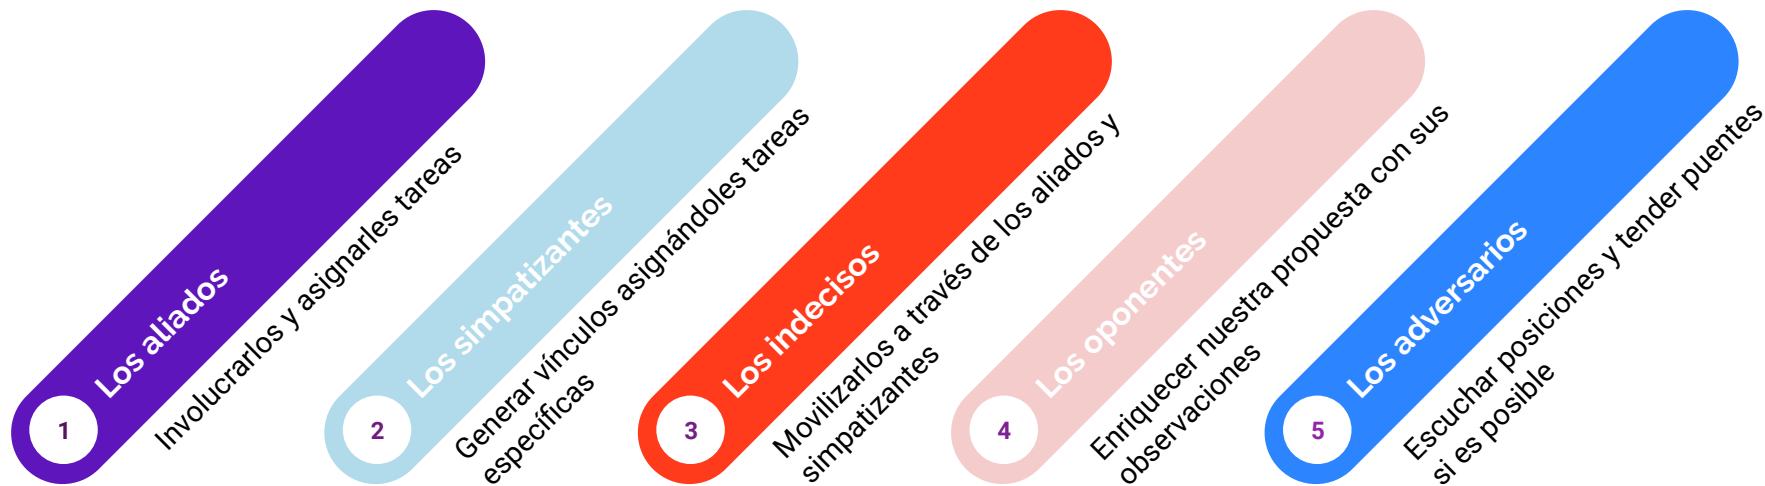 1
Los aliados
Involucrarlos y asignarles tareas
2
Los simpatizantes
Generar vínculos asignándoles tareas
específicas
3
Los indecisos
Movilizarlos a través de los aliados y
simpatizantes
4
Los oponentes
Enriquecer nuestra propuesta con sus
observaciones
5
Los adversarios
Escuchar posiciones y tender puentes
si es posible